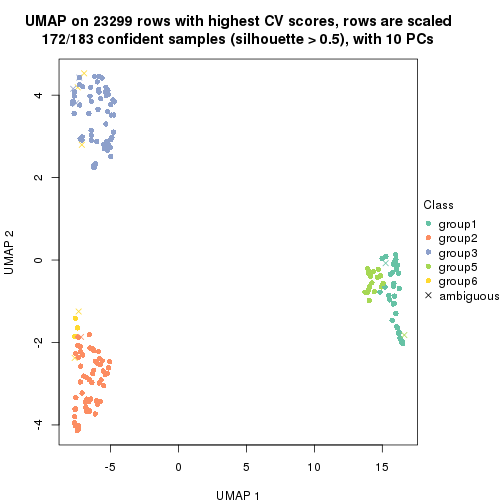 UMAP on 23299 rows with highest CV scores, rows are scaled
172/183 confident samples (silhouette > 0.5), with 10 PCs
UMAP 2
4
2
0
-2
-4
-5
0
5
10
15
UMAP 1
Class
group1
group2
group3
group5
group6
ambiguous